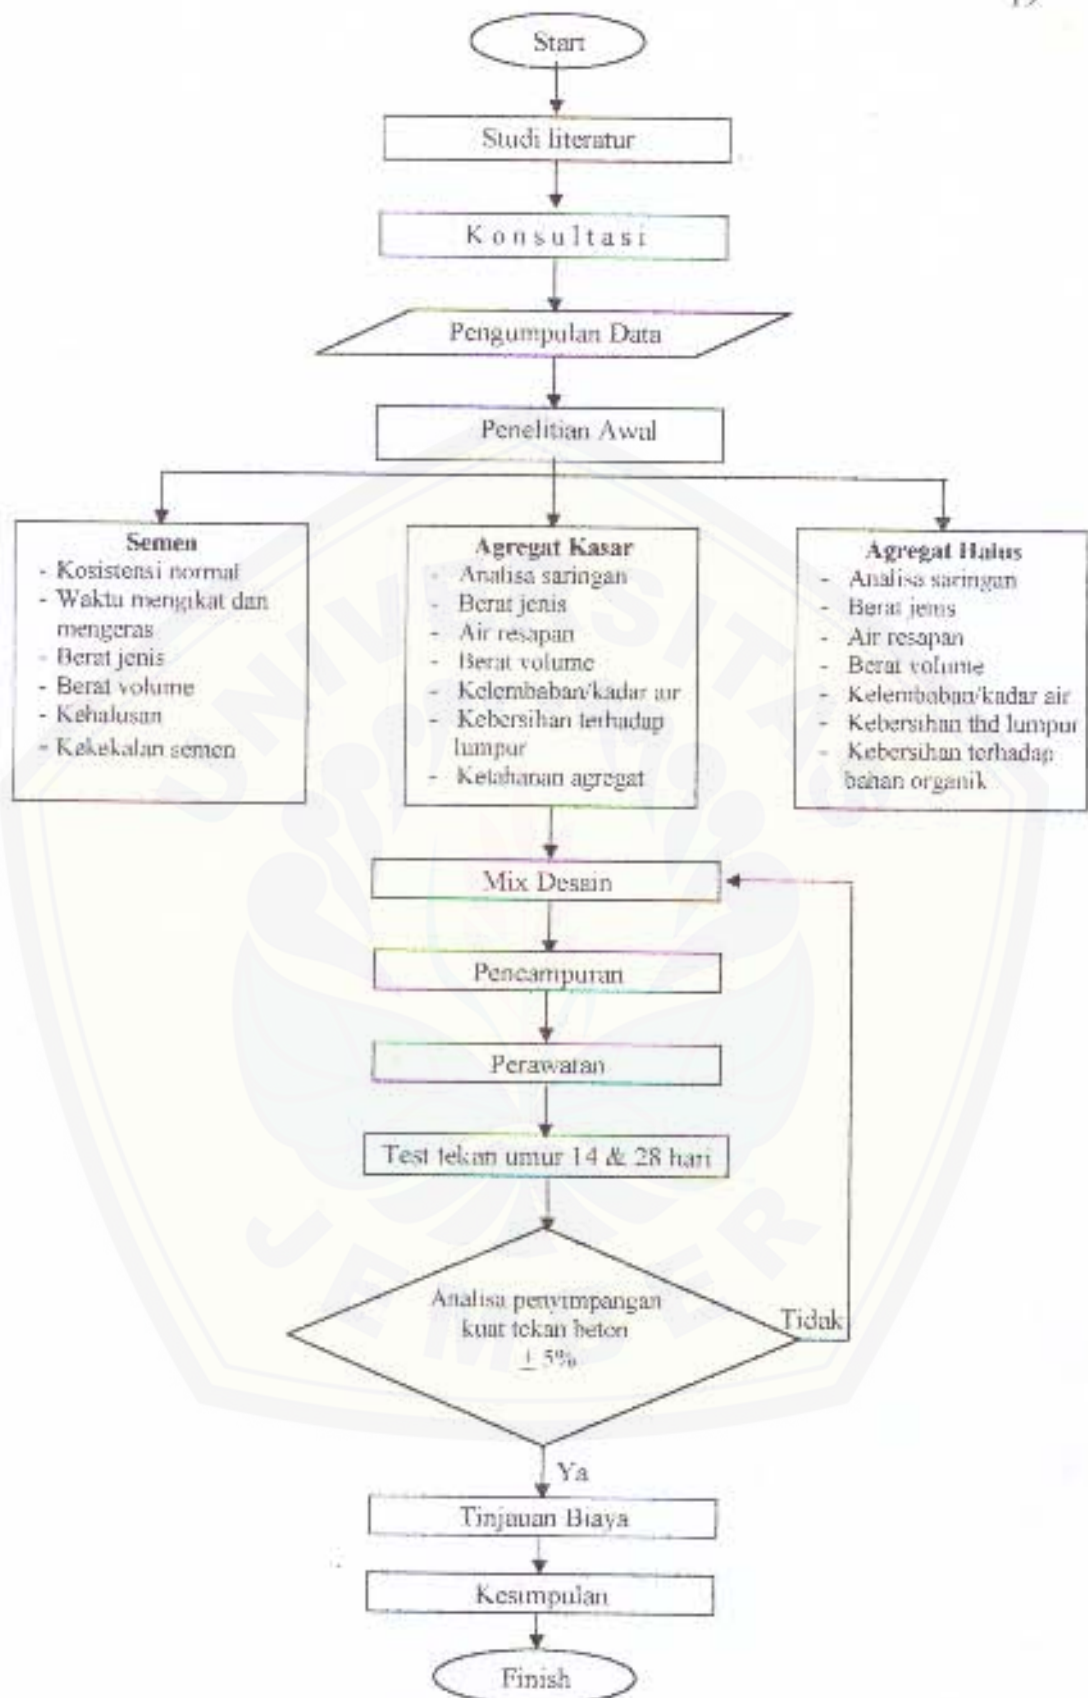 Start
Studi literatur
Konsultasi
Pengumpulan Data
Penelitian Awal
Semen
- Kosistensi normal
- Waktu mengikat dan
mengeras
- Berat jenis
- Berat volume
- Kehalusan
- Kekekalan semen
Agregat Kasar
- Analisa saringan
- Berat jenis
- Air resapan
- Berat volume
- Kelembaban/kadar air
- Kebersihan terhadap
lumpur
- Ketahanan agregat
Agregat Halus
- Analisa saringan
- Berat jenis
- Air resapan
- Berat volume
- Kelembaban/kadar air
- Kebersihan thd lumpur
- Kebersihan terhadap
bahan organik
Mix Desain
Pencampuran
Perawatan
Test tekan umur 14 & 28 hari
Analisa penyimpangan
kuat tekan beton
± 5%
Tidak
Ya
Tinjauan Biaya
Kesimpulan
Finish
UNIVERSITAS
JEMBER